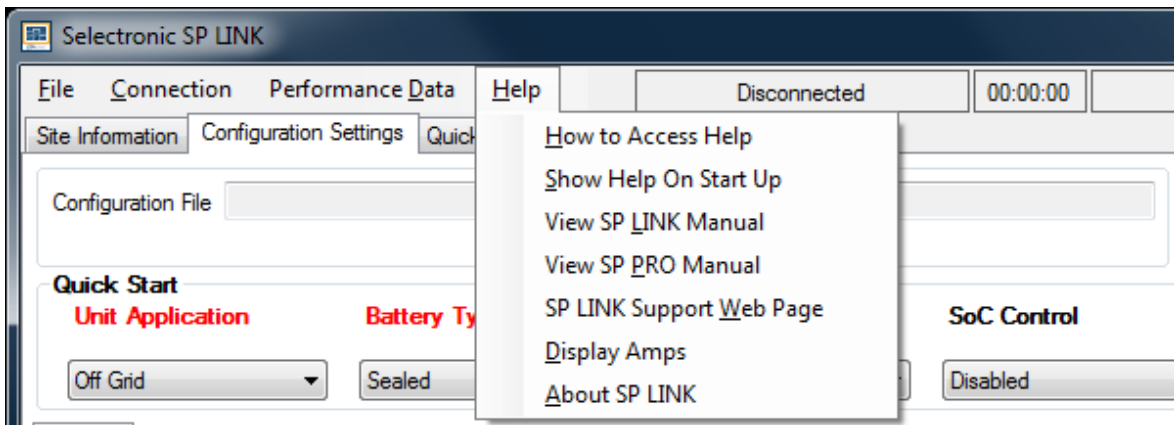 Selectronic SP LINK
File Connection Performance Data Help Disconnected 00:00:00
Site Information Configuration Settings Quick
How to Access Help
Show Help On Start Up
Configuration File
View SP LINK Manual
View SP PRO Manual
Quick Start
SP LINK Support Web Page
Unit Application Battery Ty SoC Control
Display Amps
Off Grid Sealed Disabled
About SP LINK